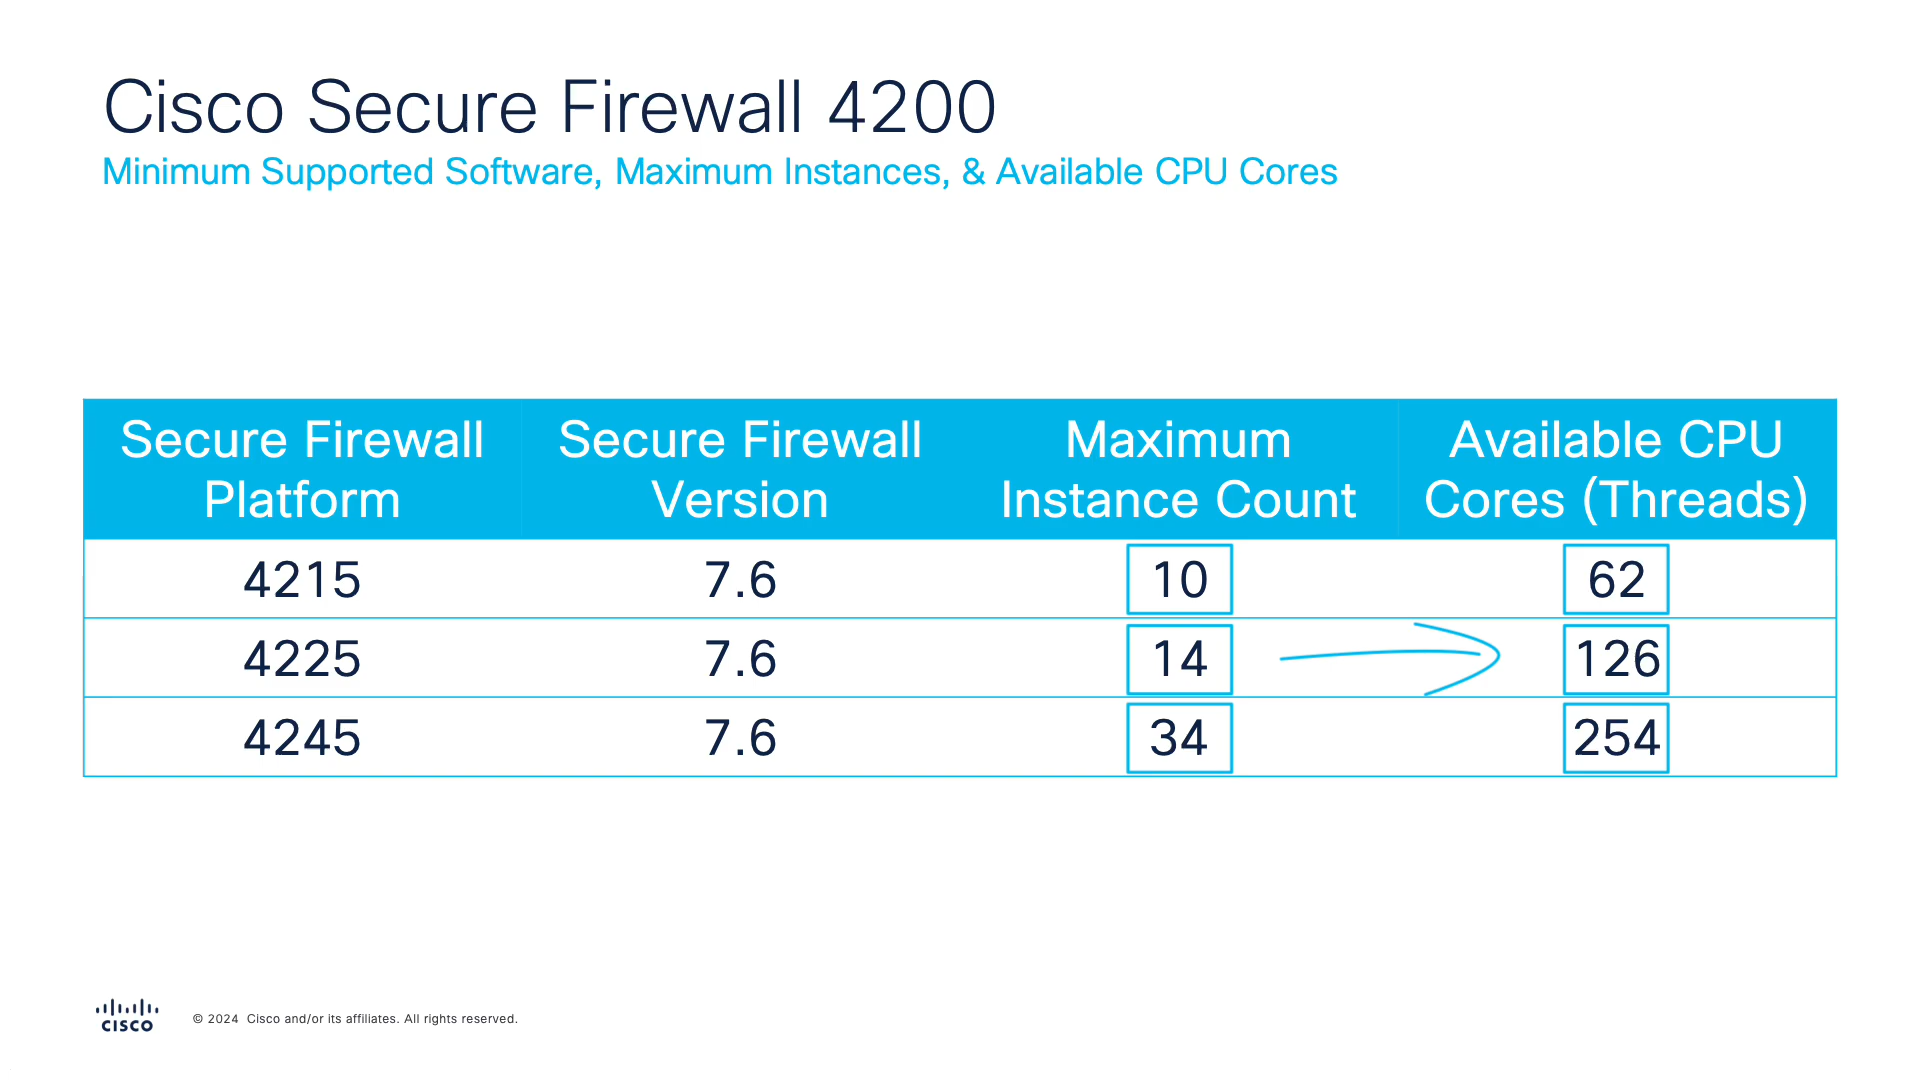 Cisco Secure Firewall 4200
Minimum Supported Software, Maximum Instances, & Available CPU Cores
Secure Firewall Platform
Secure Firewall Version
Maximum Instance Count
Available CPU Cores (Threads)
4215 7.6 10 62
4225 7.6 14 126
4245 7.6 34 254
CISCO
© 2024 Cisco and/or its affiliates. All rights reserved.